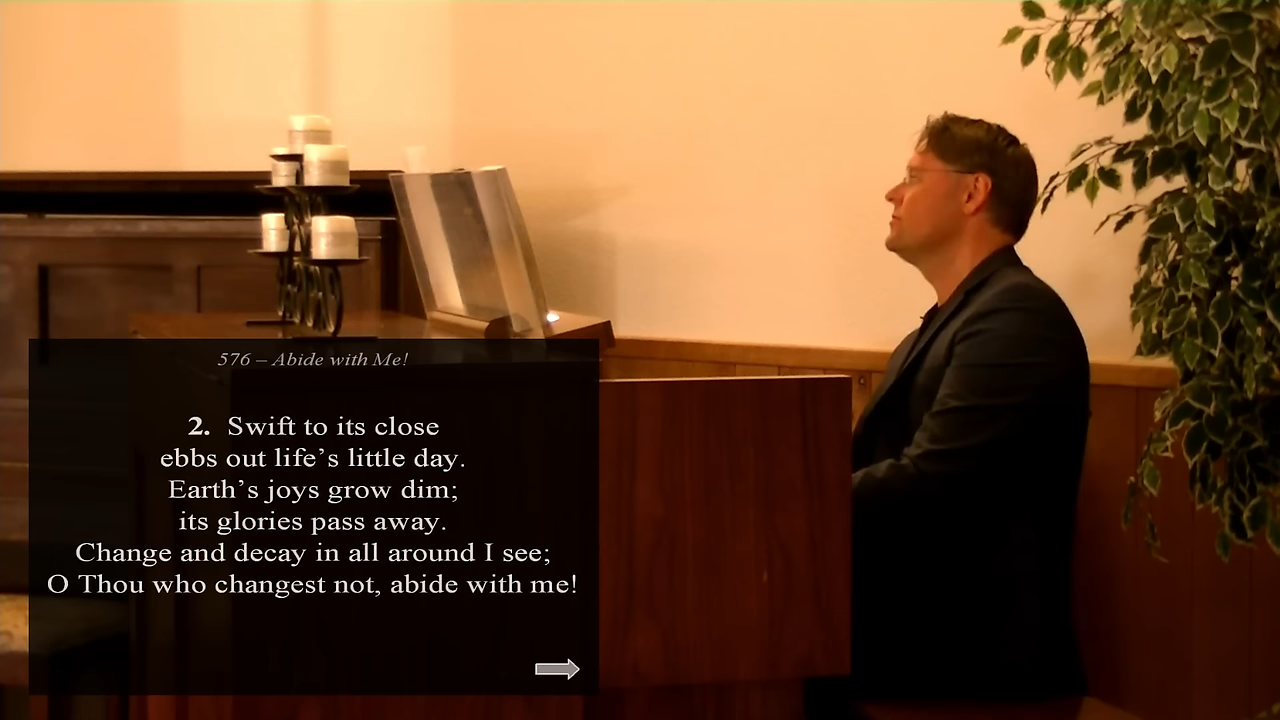 576 – Abide with Me!
2. Swift to its close
ebbs out life’s little day.
Earth’s joys grow dim;
its glories pass away.
Change and decay in all around I see;
O Thou who changest not, abide with me!